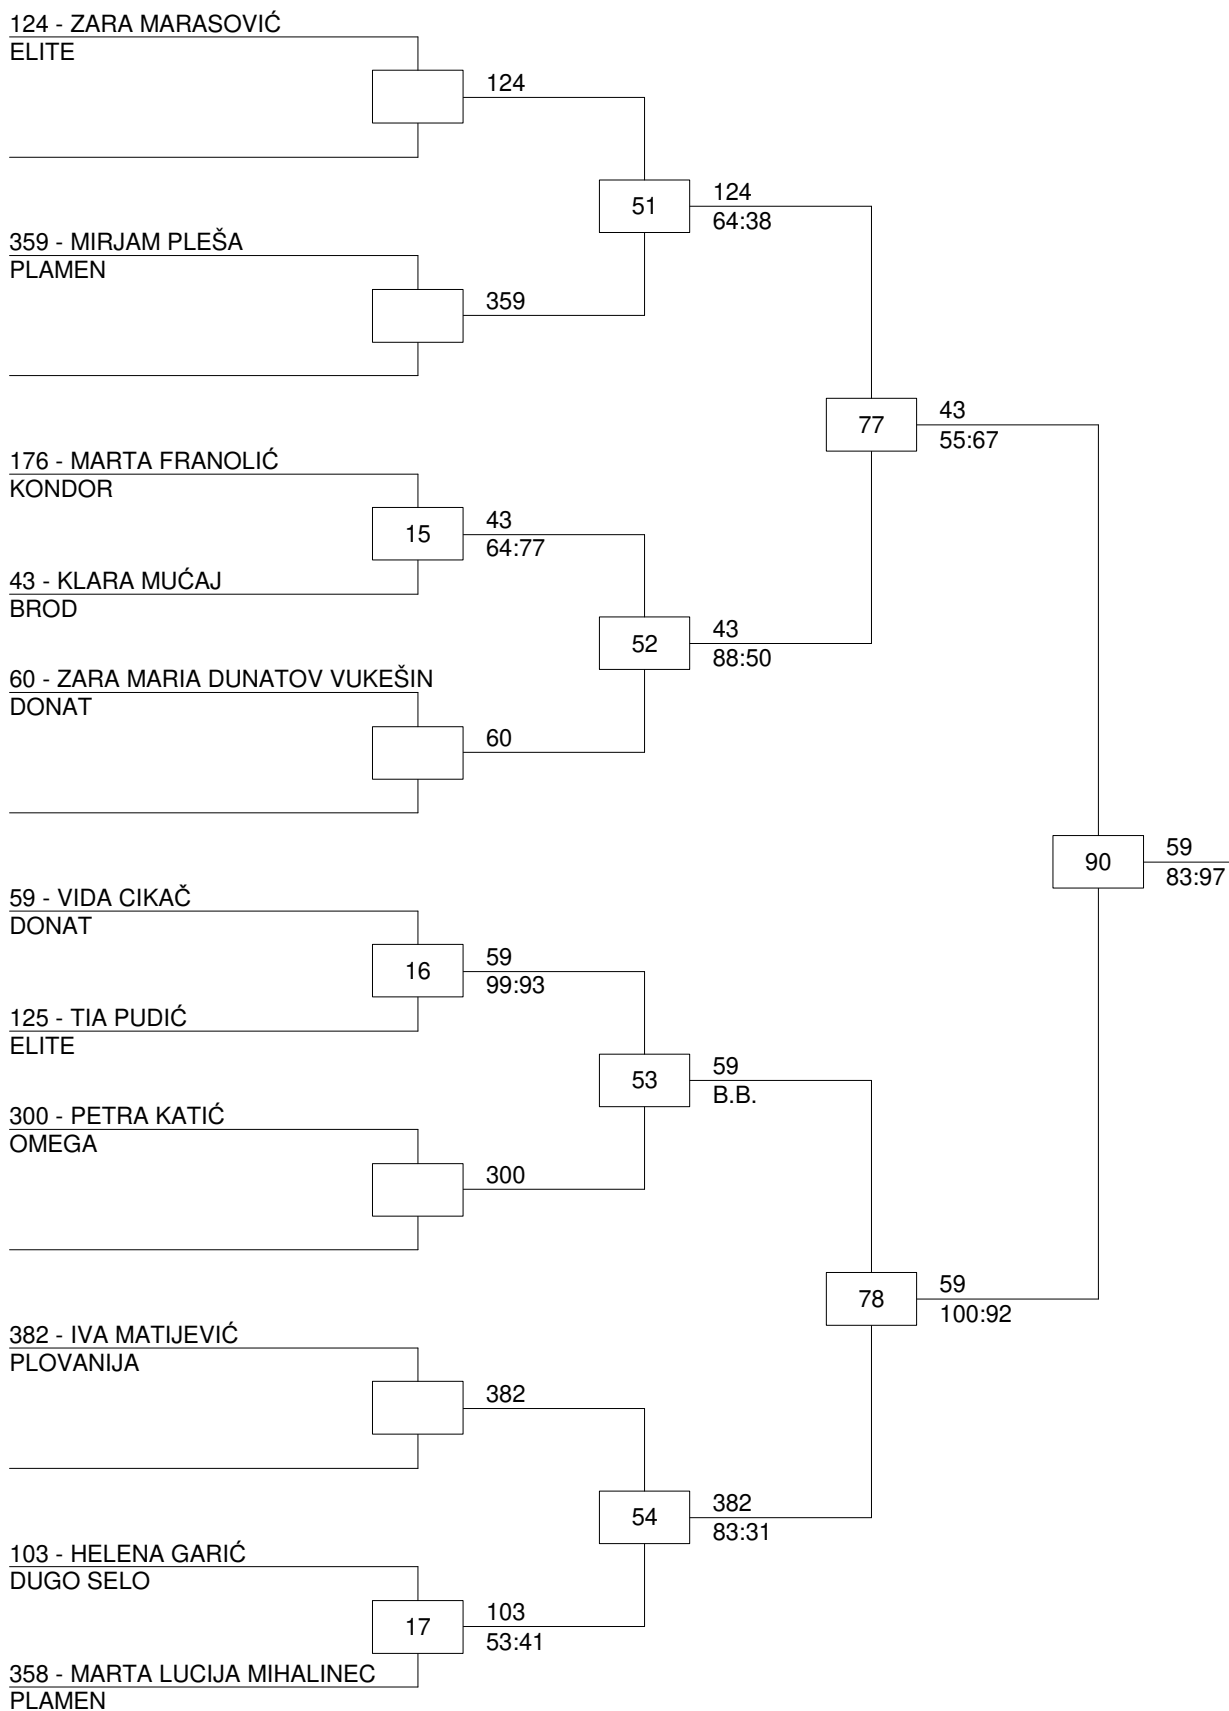 124 - ZARA MARASOVIĆ
ELITE
124
51
124
64:38
359 - MIRJAM PLEŠA
PLAMEN
359
77
43
55:67
176 - MARTA FRANOLIĆ
KONDOR
15
43
64:77
43 - KLARA MUĆAJ
BROD
52
43
88:50
60 - ZARA MARIA DUNATOV VUKEŠIN
DONAT
60
90
59
83:97
59 - VIDA CIKAČ
DONAT
16
59
99:93
125 - TIA PUDIĆ
ELITE
53
59
B.B.
300 - PETRA KATIĆ
OMEGA
300
78
59
100:92
382 - IVA MATIJEVIĆ
PLOVANIJA
382
54
382
83:31
103 - HELENA GARIĆ
DUGO SELO
17
103
53:41
358 - MARTA LUCIJA MIHALINEC
PLAMEN